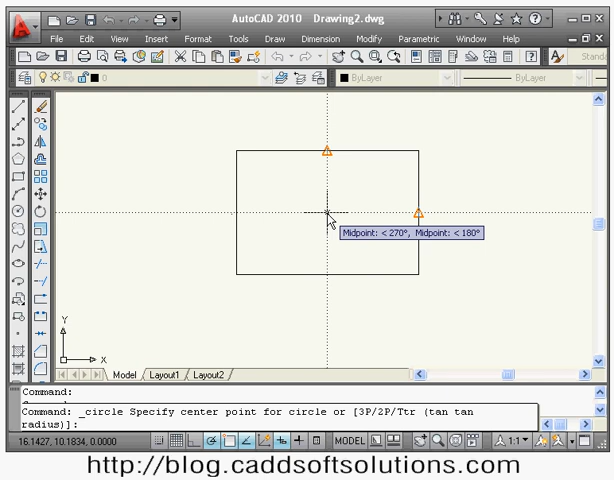 AutoCAD 2010 Drawing2.dwg
File Edit View Insert Format Tools Draw Dimension Modify Parametric Window
0 ByLayer ByLayer Standa
Midpoint: < 270°, Midpoint: < 180°
Y
X
Model Layout1 Layout2
Command:
Command: _circle Specify center point for circle or [3P/2P/Ttr (tan tan
radius)]:
16.1427, 10.1834, 0.0000 MODEL 1:1
http://blog.caddsoftsolutions.com